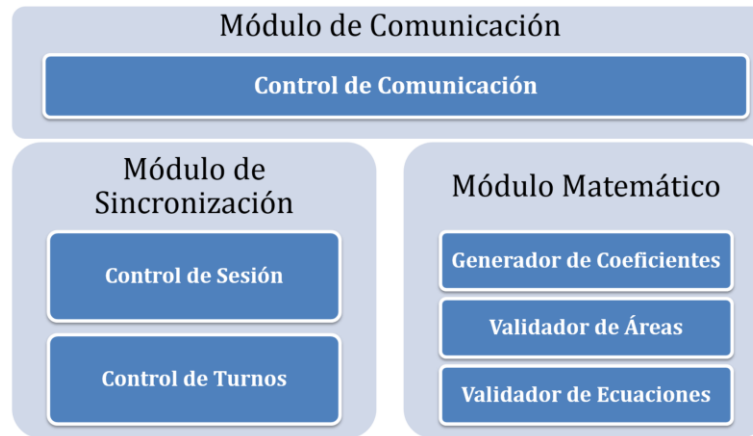 Módulo de Comunicación
Control de Comunicación
Módulo de
Sincronización
Control de Sesión
Control de Turnos
Módulo Matemático
Generador de Coeficientes
Validador de Áreas
Validador de Ecuaciones